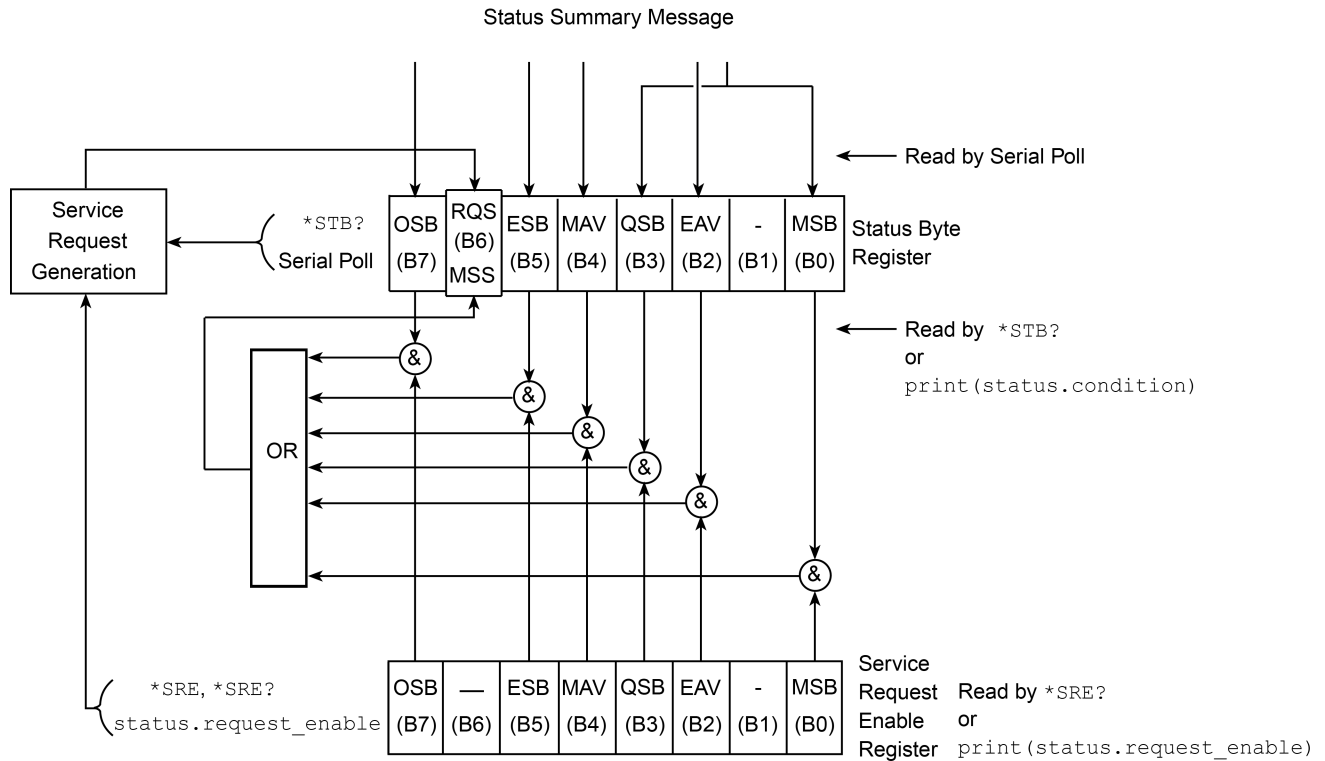 Status Summary Message
Read by Serial Poll
Service
Request
Generation
*STB?
Serial Poll
OSB
(B7)
RQS
(B6)
MSS
ESB
(B5)
MAV
(B4)
QSB
(B3)
EAV
(B2)
-
(B1)
MSB
(B0)
Status Byte
Register
Read by *STB?
or
print(status.condition)
&
&
&
&
&
&
OR
*SRE, *SRE?
status.request_enable
OSB
(B7)
—
(B6)
ESB
(B5)
MAV
(B4)
QSB
(B3)
EAV
(B2)
-
(B1)
MSB
(B0)
Service
Request
Enable
Register
Read by *SRE?
or
print(status.request_enable)